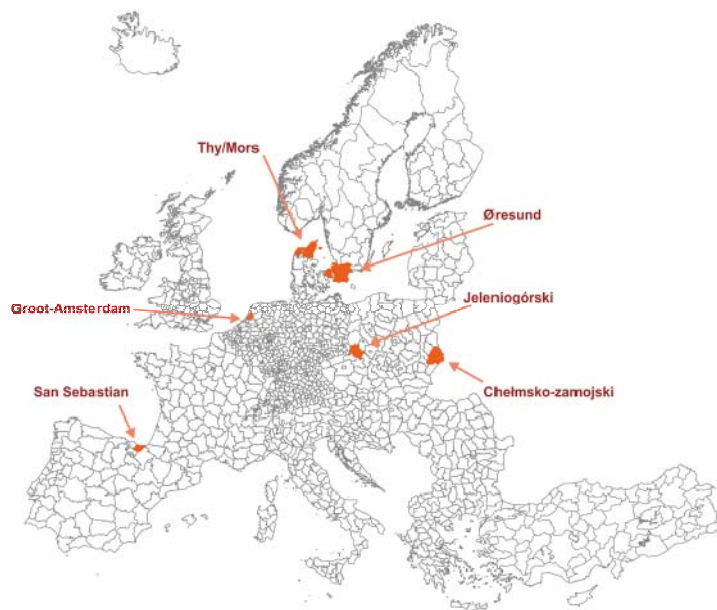 Thy/Mors
Øresund
Jeleniogórski
Groot-Amsterdam
Chełmsko-zamojski
San Sebastian